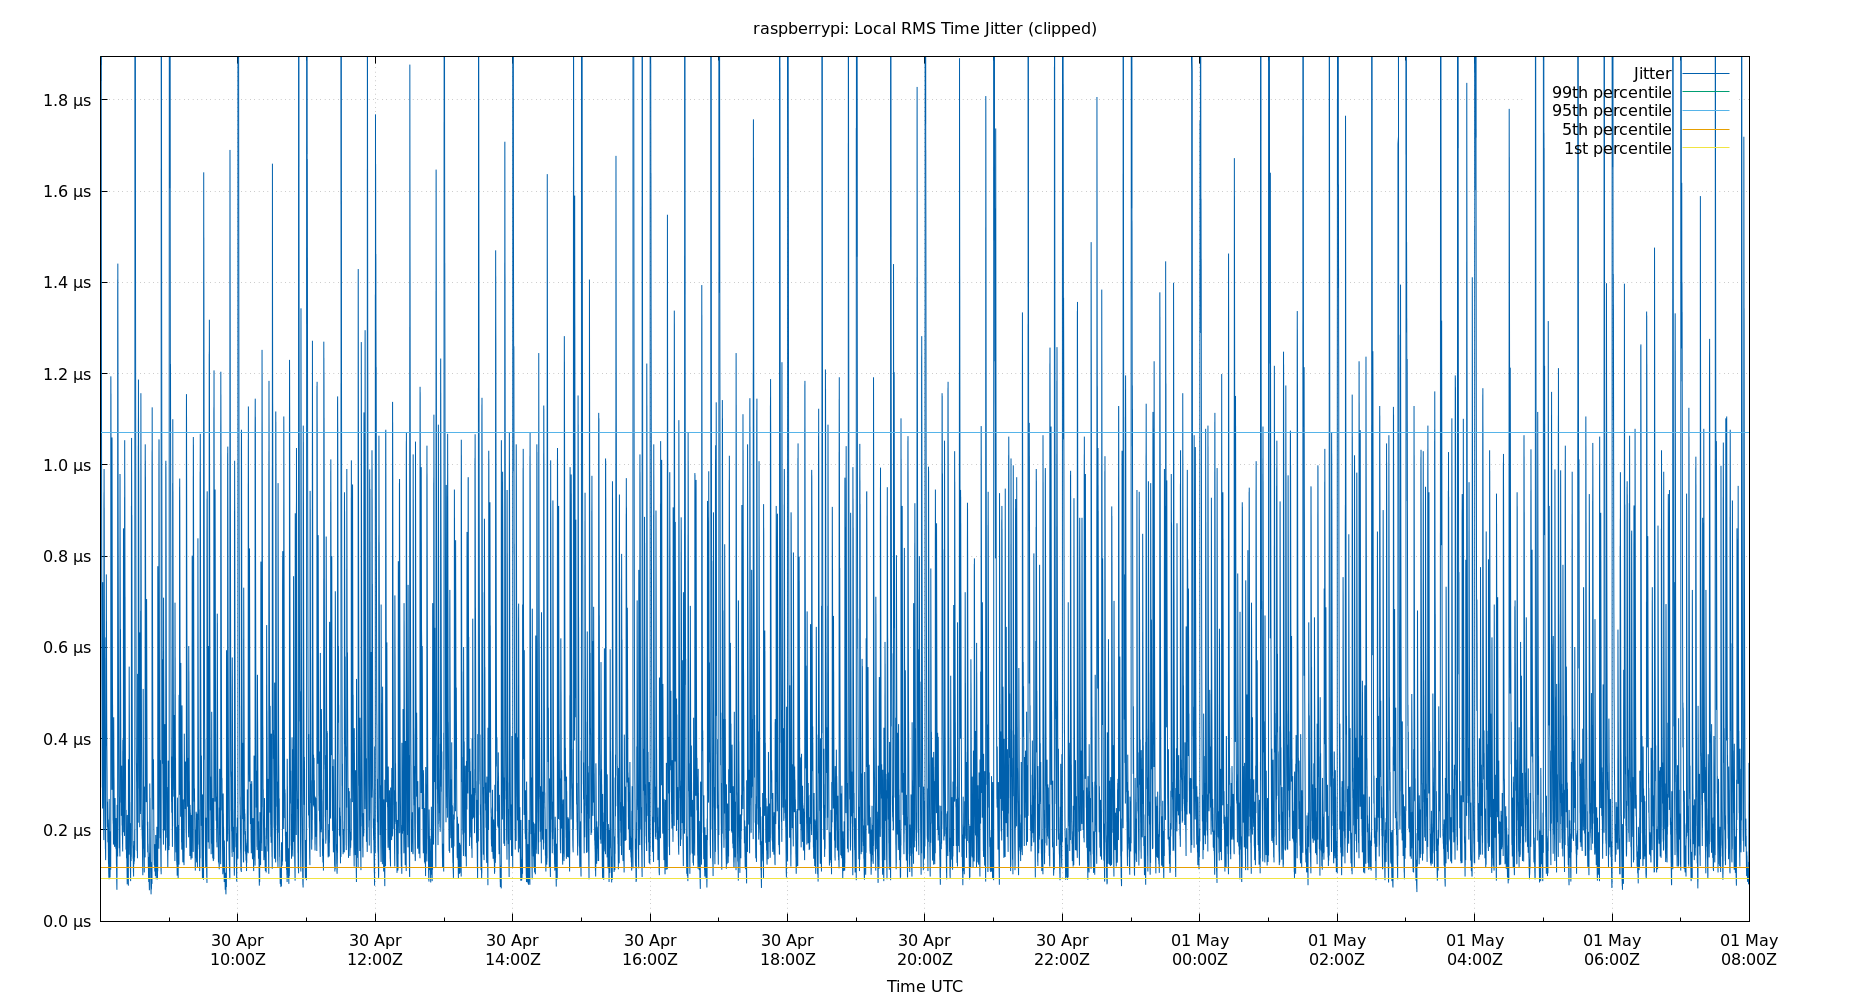 raspberrypi: Local RMS Time Jitter (clipped)
Jitter
99th percentile
95th percentile
5th percentile
1st percentile
1.8 µs
1.6 µs
1.4 µs
1.2 µs
1.0 µs
0.8 µs
0.6 µs
0.4 µs
0.2 µs
0.0 µs
30 Apr 30 Apr 30 Apr 30 Apr 30 Apr 30 Apr 30 Apr 01 May 01 May 01 May 01 May 01 May
10:00Z 12:00Z 14:00Z 16:00Z 18:00Z 20:00Z 22:00Z 00:00Z 02:00Z 04:00Z 06:00Z 08:00Z
Time UTC